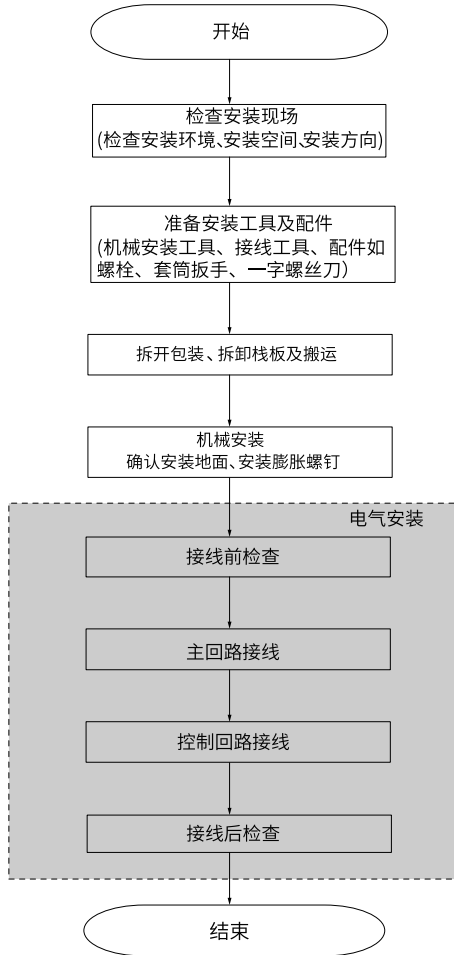 开始
检查安装现场
(检查安装环境、安装空间、安装方向)
准备安装工具及配件
(机械安装工具、接线工具、配件如
螺栓、套筒扳手、一字螺丝刀）
拆开包装、拆卸栈板及搬运
机械安装
确认安装地面、安装膨胀螺钉
电气安装
接线前检查
主回路接线
控制回路接线
接线后检查
结束